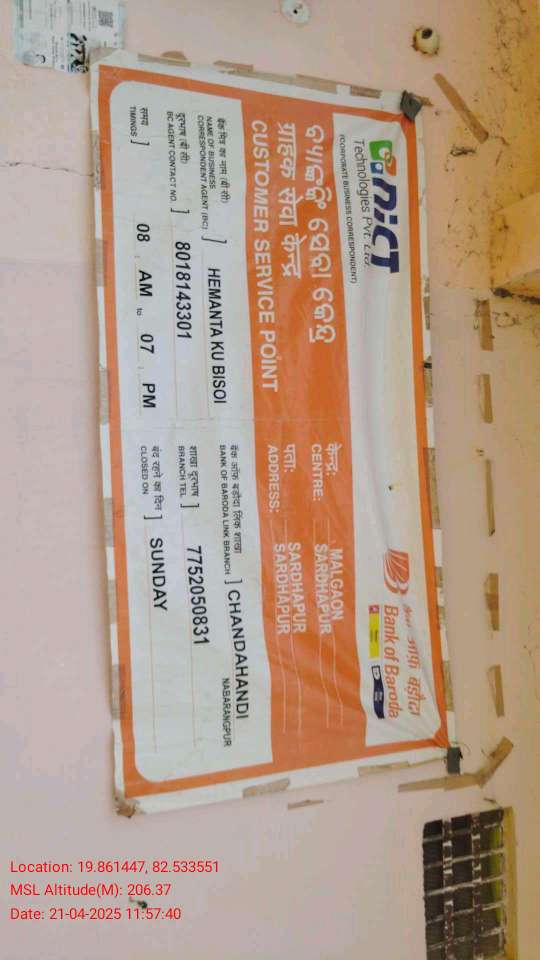 nict
Technologies Pvt. Ltd.
(CORPORATE BUSINESS CORRESPONDENT)
बैंक ऑफ़ बड़ौदा
Bank of Baroda
ଗ୍ରାହକ ସେବା କେନ୍ଦ୍ର
ग्राहक सेवा केन्द्र
CUSTOMER SERVICE POINT
केन्द्र:
CENTRE:
MALGAON
SARDHAPUR
पता:
ADDRESS:
SARDHAPUR
SARDHAPUR
बैंक मित्र का नाम (बी सी)
NAME OF BUSINESS
CORRESPONDENT AGENT (BC) ] HEMANTA KU BISOI
बैंक ऑफ बड़ौदा लिंक शाखा
BANK OF BARODA LINK BRANCH ] CHANDAHANDI
NABARANGPUR
दूरभाष (बी सी)
BC AGENT CONTACT NO. ] 8018143301
शाखा दूरभाष
BRANCH TEL. ] 7752050831
समय
TIMINGS ] 08 AM to 07 PM
बंद रहने का दिन
CLOSED ON ] SUNDAY
Location: 19.861447, 82.533551
MSL Altitude(M): 206.37
Date: 21-04-2025 11:57:40